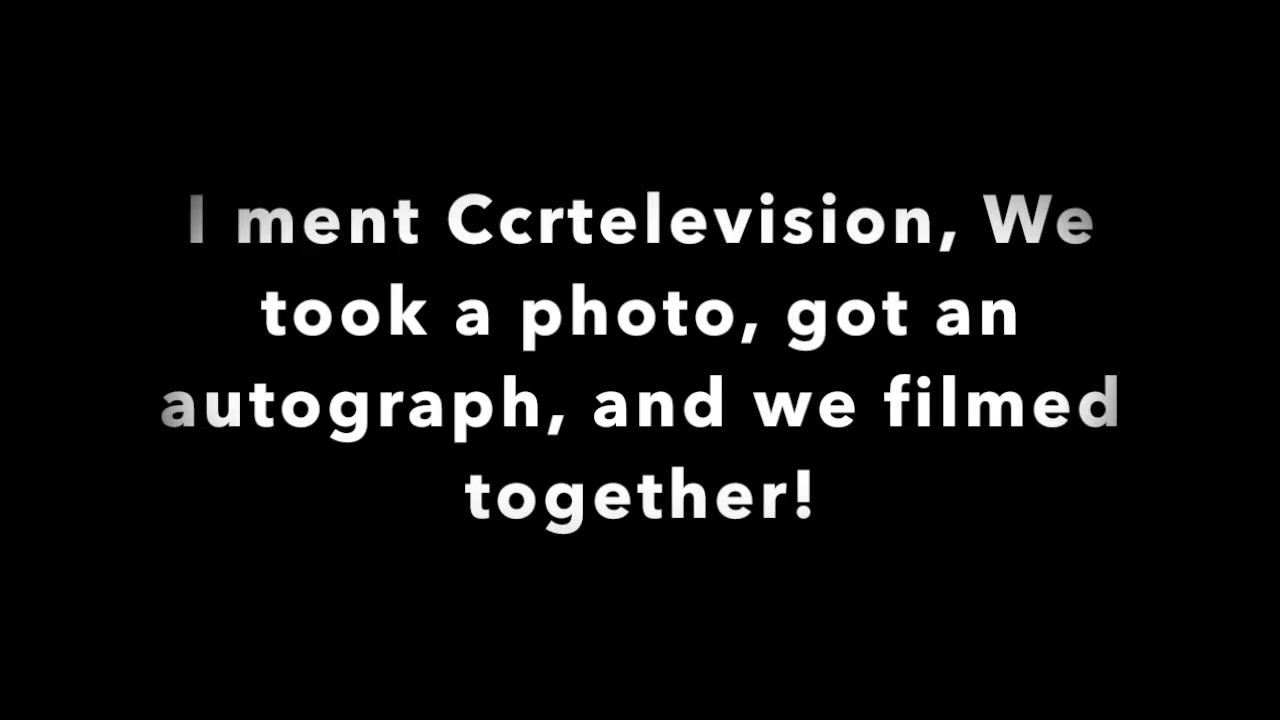 I ment Ccrtelevision, We
took a photo, got an
autograph, and we filmed
together!